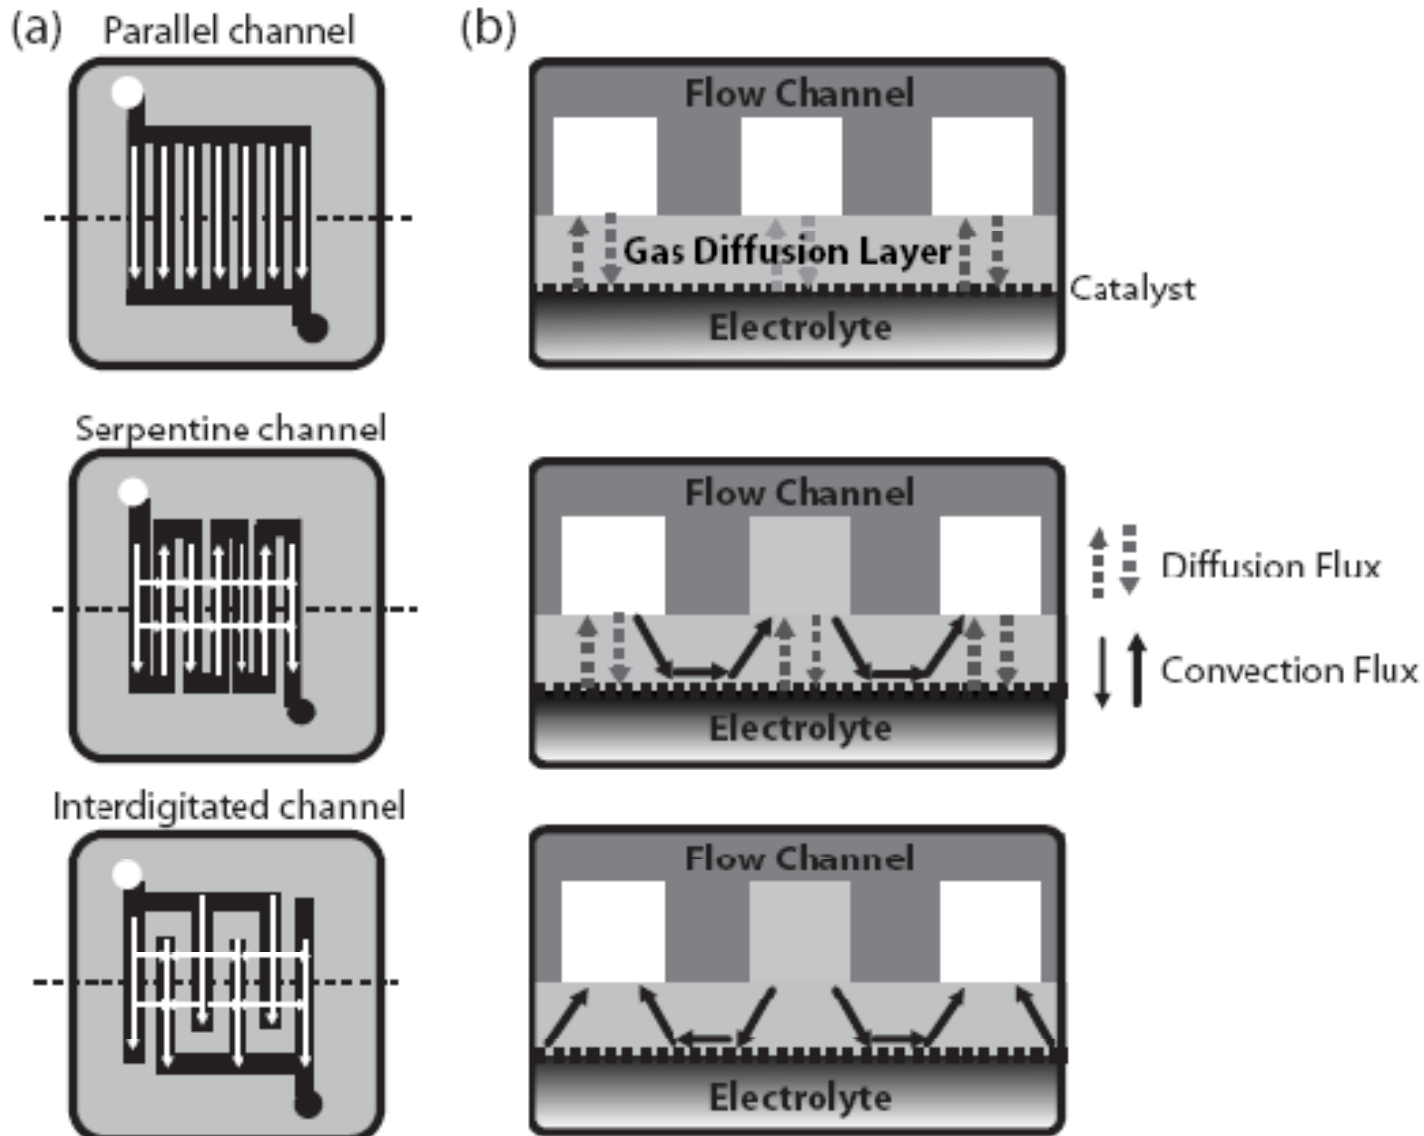 (a) Parallel channel
(b)
Flow Channel
Gas Diffusion Layer
Catalyst
Electrolyte
Serpentine channel
Flow Channel
Diffusion Flux
Convection Flux
Electrolyte
Interdigitated channel
Flow Channel
Electrolyte